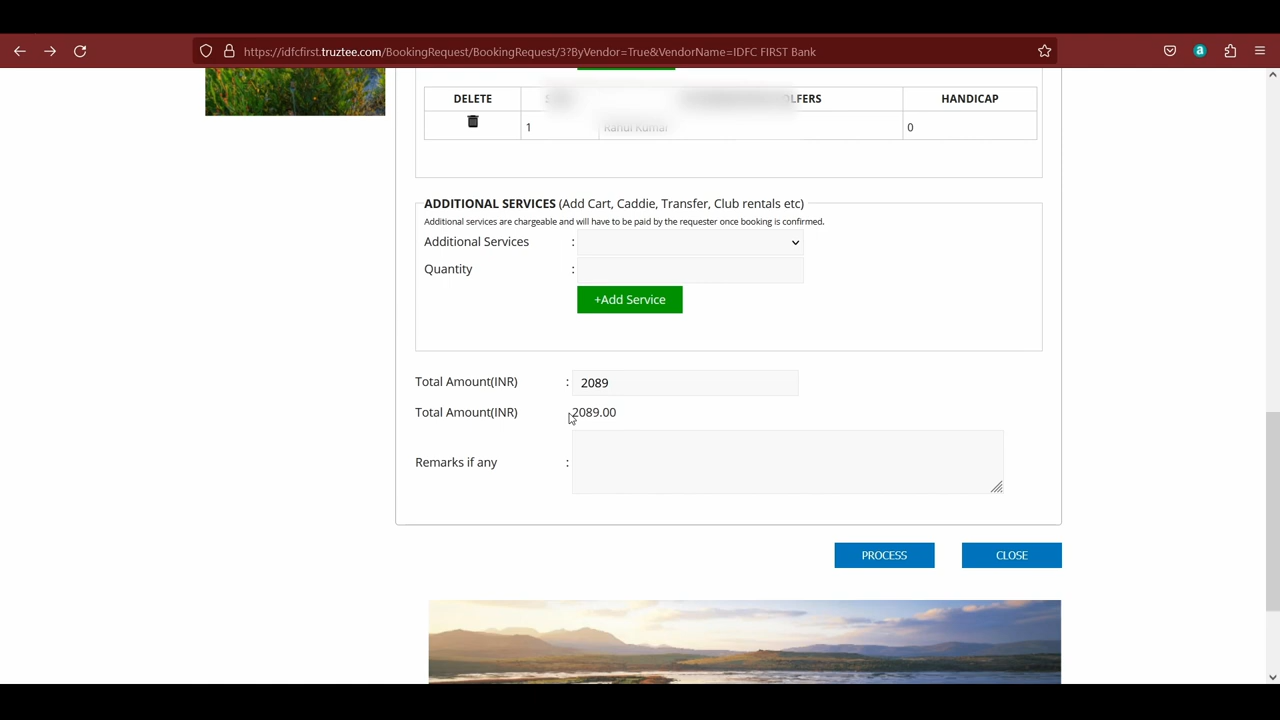 https://idfcfirst.truztee.com/BookingRequest/BookingRequest/3?ByVendor=True&VendorName=IDFC FIRST Bank
a
DELETE HANDICAP
1 0
ADDITIONAL SERVICES (Add Cart, Caddie, Transfer, Club rentals etc)
Additional services are chargeable and will have to be paid by the requester once booking is confirmed.
Additional Services :
Quantity :
+Add Service
Total Amount(INR) : 2089
Total Amount(INR) 2089.00
Remarks if any :
PROCESS CLOSE